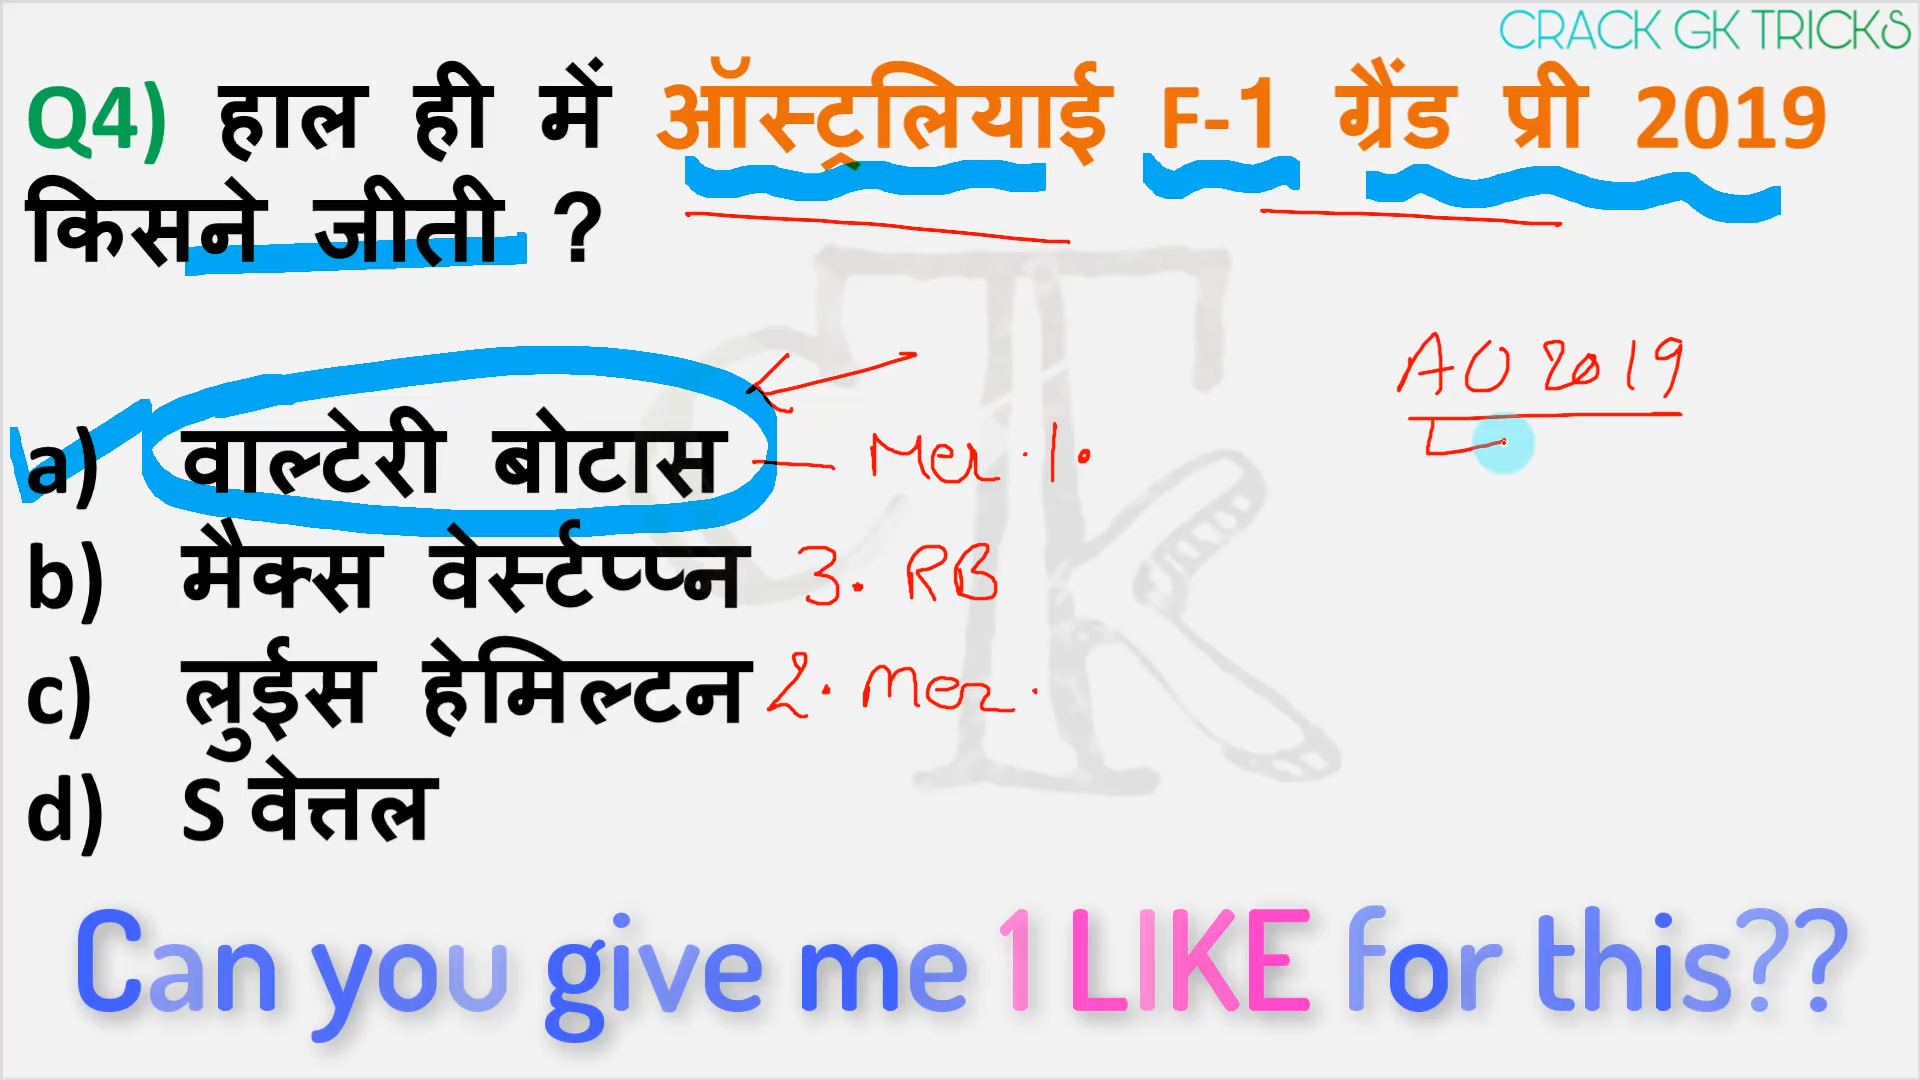 CRACK GK TRICKS
Q4) हाल ही में ऑस्ट्रलियाई F-1 ग्रैंड प्री 2019
किसने जीती ?
AO 2019
a) वाल्टेरी बोटास Mer. 1.
b) मैक्स वेर्स्टप्प्न 3. RB
c) लुईस हेमिल्टन 2. Mer.
d) S वेत्तल
Can you give me 1 LIKE for this??